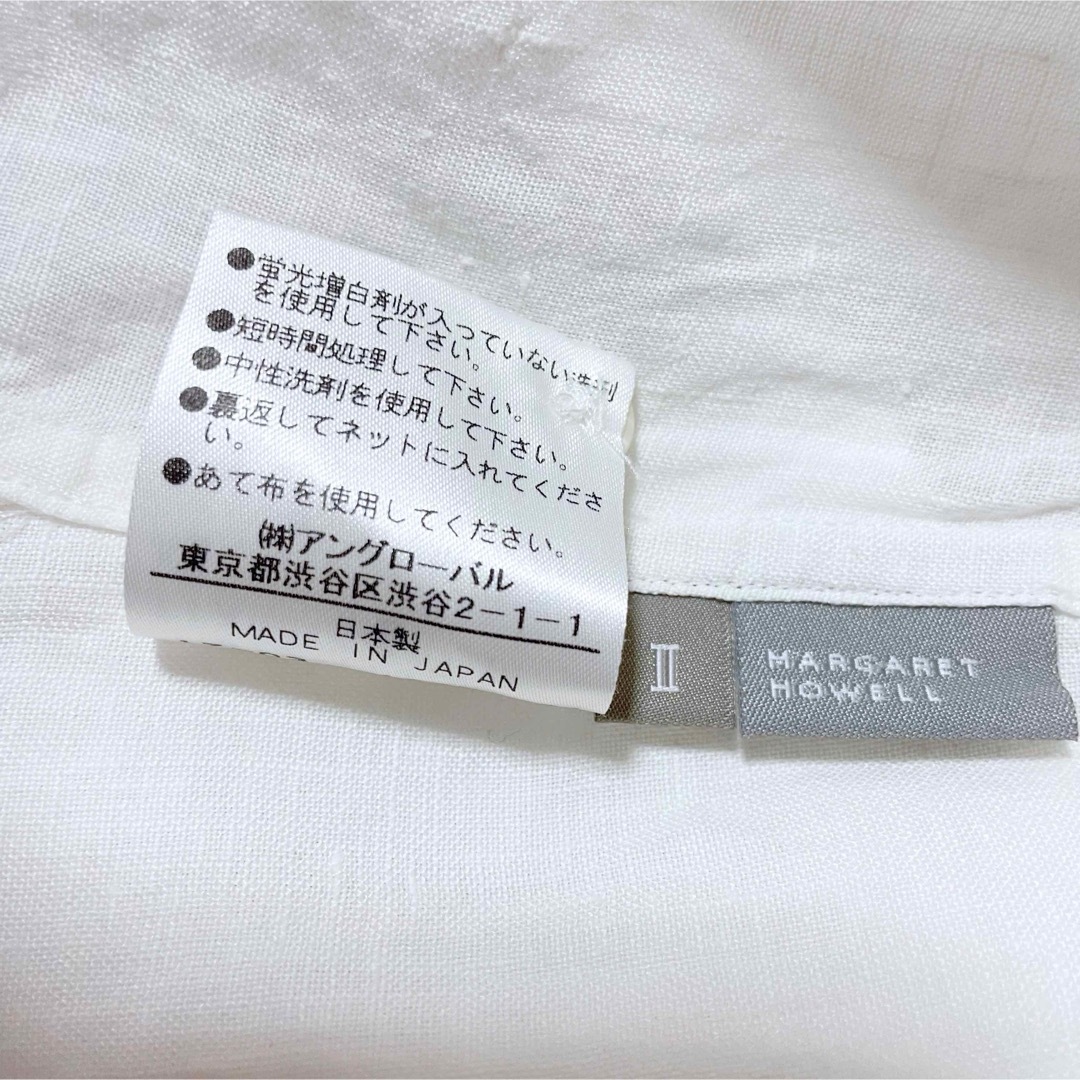 ●蛍光増白剤が入っていない洗剤
を使用して下さい。
●短時間処理して下さい。
●中性洗剤を使用して下さい。
●裏返してネットに入れてくださ
い。
●あて布を使用してください。
㈱アングローバル
東京都渋谷区渋谷2-1-1
日本製
MADE IN JAPAN
II
MARGARET
HOWELL